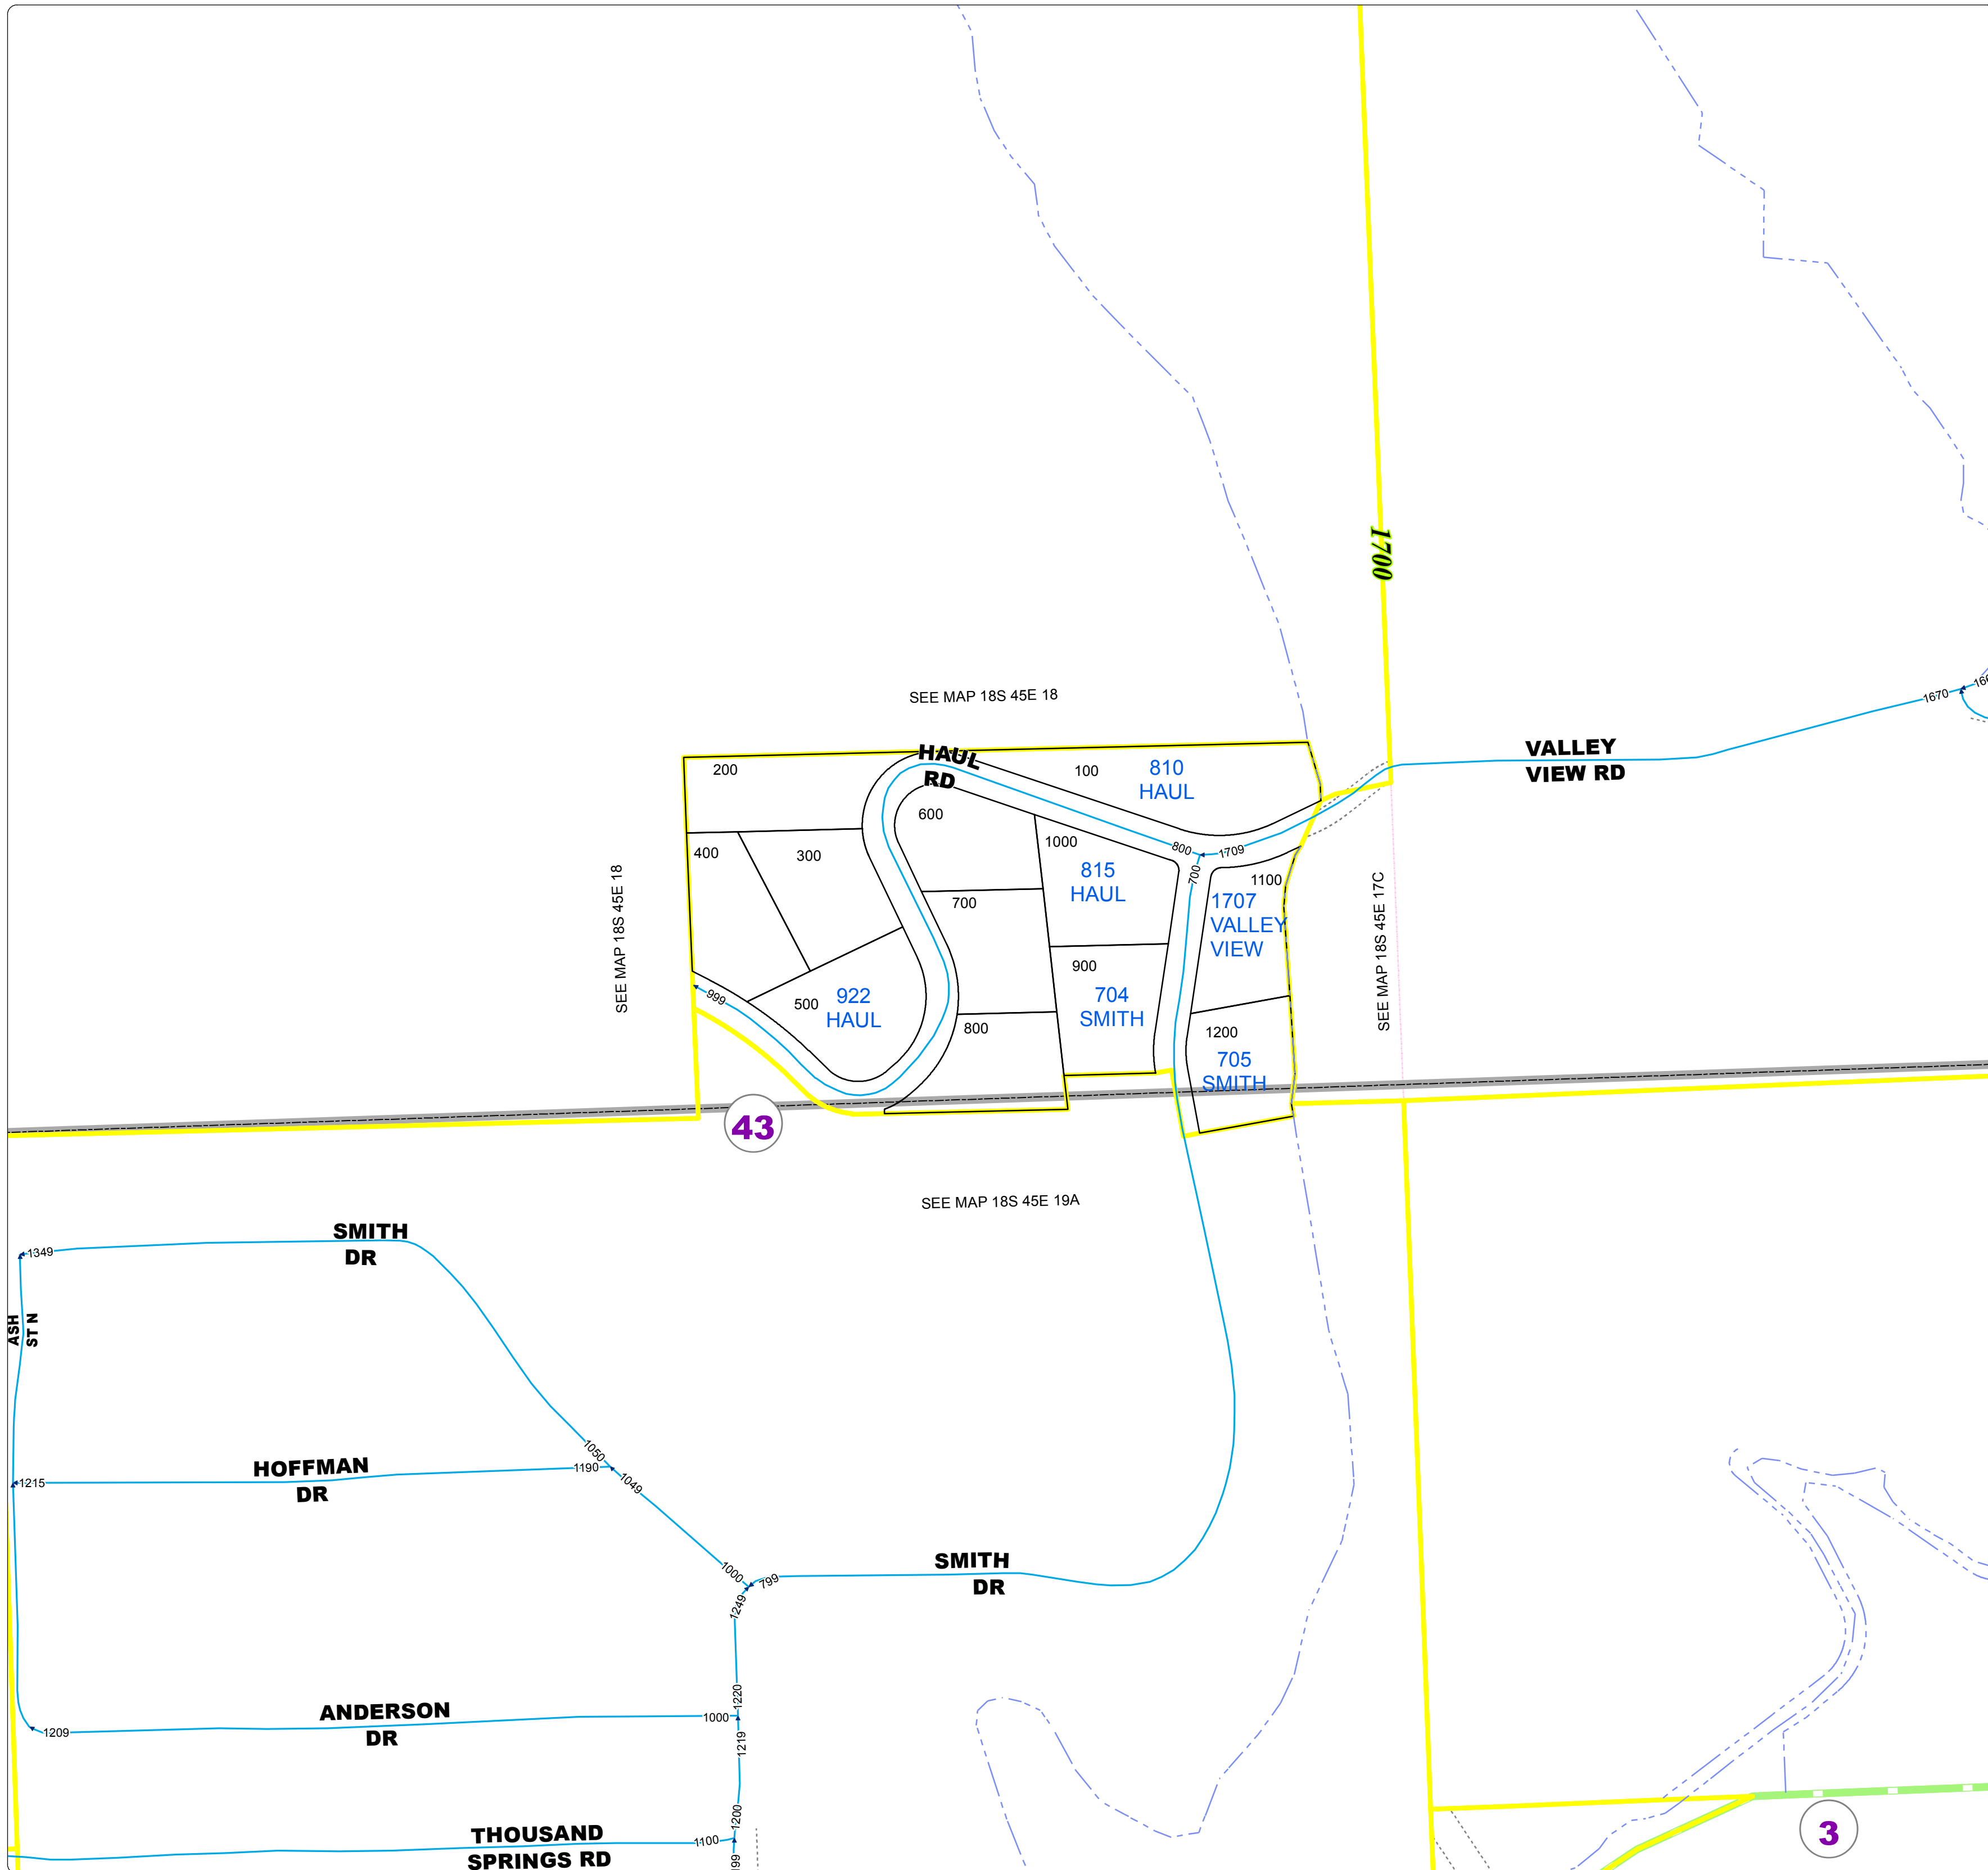 1700
SEE MAP 18S 45E 18
1670
VALLEY
VIEW RD
HAUL
RD
200
100
810
HAUL
600
400
300
1000
800
1709
815
HAUL
700
1100
700
1707
VALLEY
VIEW
SEE MAP 18S 45E 18
SEE MAP 18S 45E 17C
900
999
500
922
HAUL
704
SMITH
800
1200
705
SMITH
43
SEE MAP 18S 45E 19A
SMITH
DR
1349
ASH
ST N
1050
HOFFMAN
DR
1190
1215
1049
SMITH
DR
1000
799
1249
1220
ANDERSON
DR
1000
1209
1219
1200
THOUSAND
SPRINGS RD
1100
3